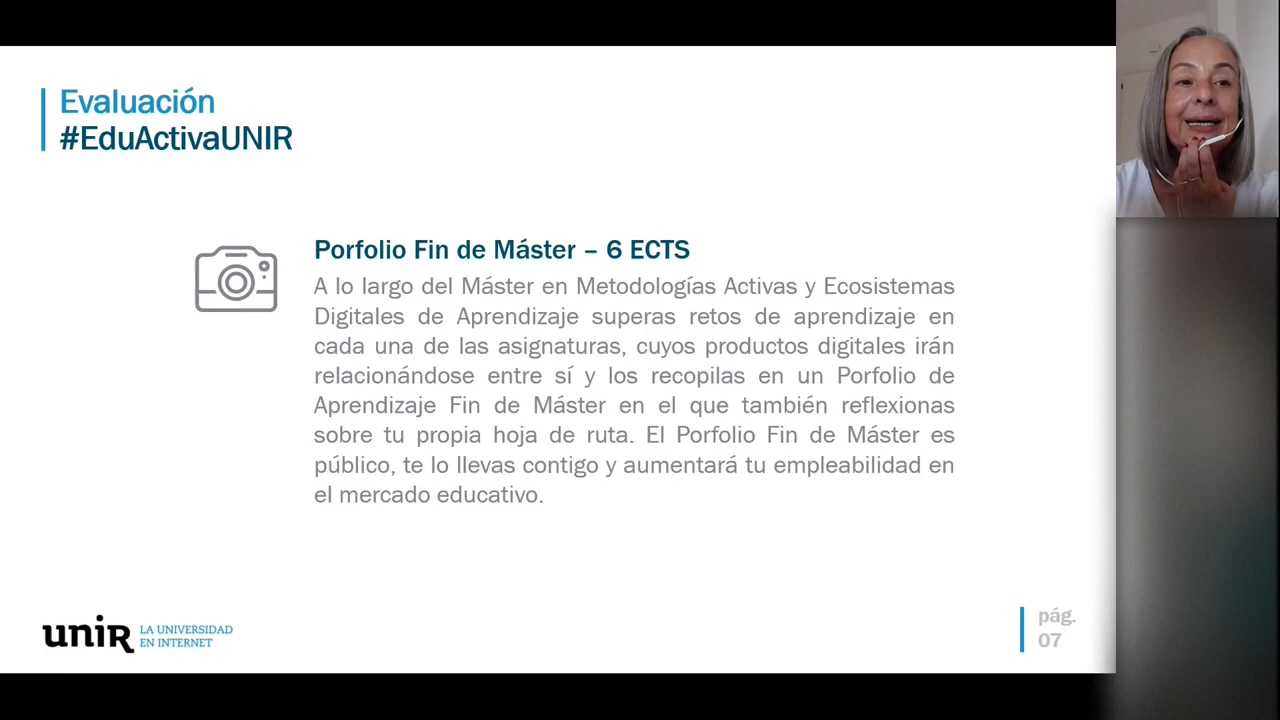 Evaluación
#EduActivaUNIR
Porfolio Fin de Máster – 6 ECTS
A lo largo del Máster en Metodologías Activas y Ecosistemas
Digitales de Aprendizaje superas retos de aprendizaje en
cada una de las asignaturas, cuyos productos digitales irán
relacionándose entre sí y los recopilas en un Porfolio de
Aprendizaje Fin de Máster en el que también reflexionas
sobre tu propia hoja de ruta. El Porfolio Fin de Máster es
público, te lo llevas contigo y aumentará tu empleabilidad en
el mercado educativo.
unir
LA UNIVERSIDAD
EN INTERNET
pág.
07